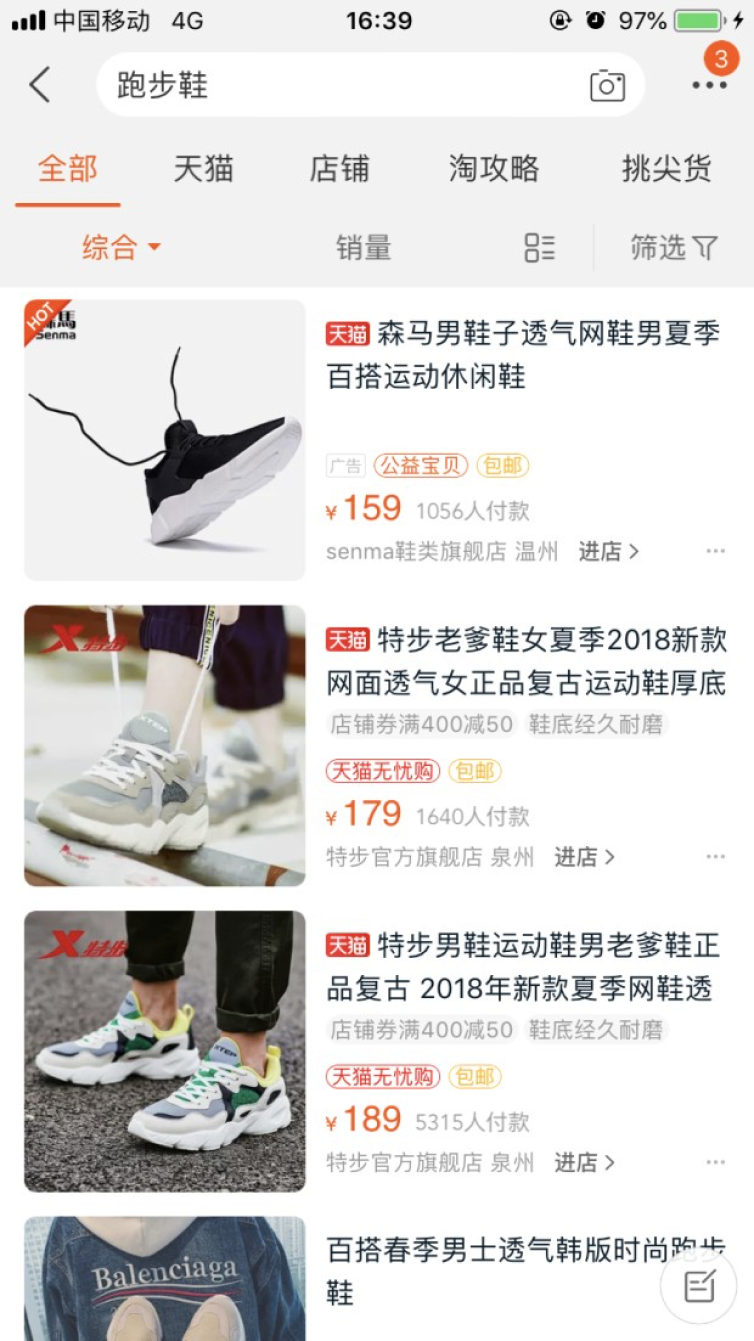 中国移动 4G 16:39 97%
跑步鞋
3
全部 天猫 店铺 淘攻略 挑尖货
综合 销量 筛选
HOT
Senma
天猫 森马男鞋子透气网鞋男夏季
百搭运动休闲鞋
广告 公益宝贝 包邮
¥159 1056人付款
senma鞋类旗舰店 温州 进店
特步
XTEP
天猫 特步老爹鞋女夏季2018新款
网面透气女正品复古运动鞋厚底
店铺券满400减50 鞋底经久耐磨
天猫无忧购 包邮
¥179 1640人付款
特步官方旗舰店 泉州 进店
特步
XTEP
天猫 特步男鞋运动鞋男老爹鞋正
品复古 2018年新款夏季网鞋透
店铺券满400减50 鞋底经久耐磨
天猫无忧购 包邮
¥189 5315人付款
特步官方旗舰店 泉州 进店
Balenciaga
百搭春季男士透气韩版时尚跑步
鞋